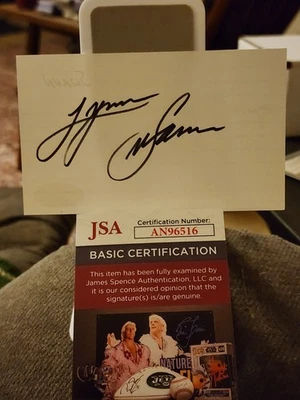 Lynn
JSA
Certification Number:
AN96516
BASIC CERTIFICATION
This item has been fully examined by
James Spence Authentication, LLC and
it is our considered opinion that the
signature(s) is/are genuine.